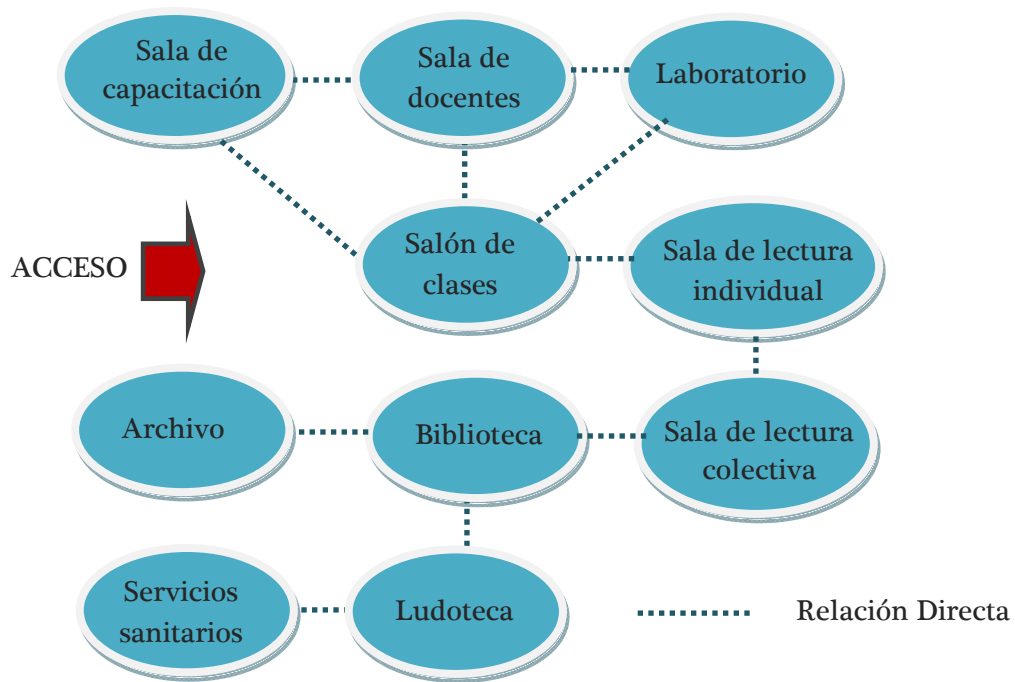 Sala de
capacitación
Sala de
docentes
Laboratorio
ACCESO
Salón de
clases
Sala de lectura
individual
Archivo
Biblioteca
Sala de lectura
colectiva
Servicios
sanitarios
Ludoteca
Relación Directa